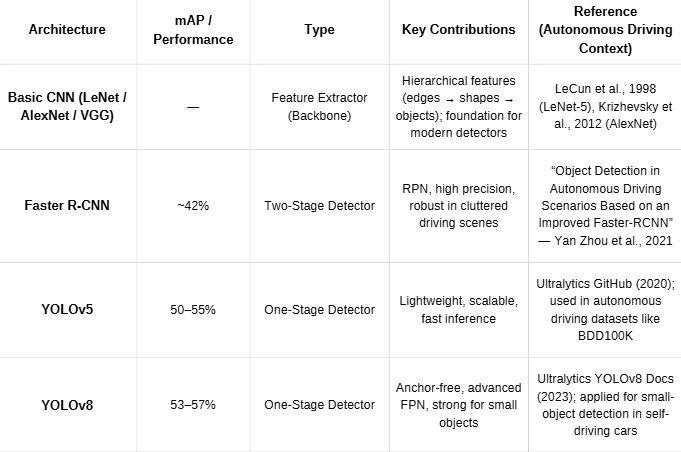 Architecture
mAP /
Performance
Type
Key Contributions
Reference
(Autonomous Driving
Context)
Basic CNN (LeNet /
AlexNet / VGG)
—
Feature Extractor
(Backbone)
Hierarchical features
(edges → shapes →
objects); foundation for
modern detectors
LeCun et al., 1998
(LeNet-5), Krizhevsky et
al., 2012 (AlexNet)
Faster R-CNN
~42%
Two-Stage Detector
RPN, high precision,
robust in cluttered
driving scenes
“Object Detection in
Autonomous Driving
Scenarios Based on an
Improved Faster-RCNN”
— Yan Zhou et al., 2021
YOLOv5
50–55%
One-Stage Detector
Lightweight, scalable,
fast inference
Ultralytics GitHub (2020);
used in autonomous
driving datasets like
BDD100K
YOLOv8
53–57%
One-Stage Detector
Anchor-free, advanced
FPN, strong for small
objects
Ultralytics YOLOv8 Docs
(2023); applied for small-
object detection in self-
driving cars